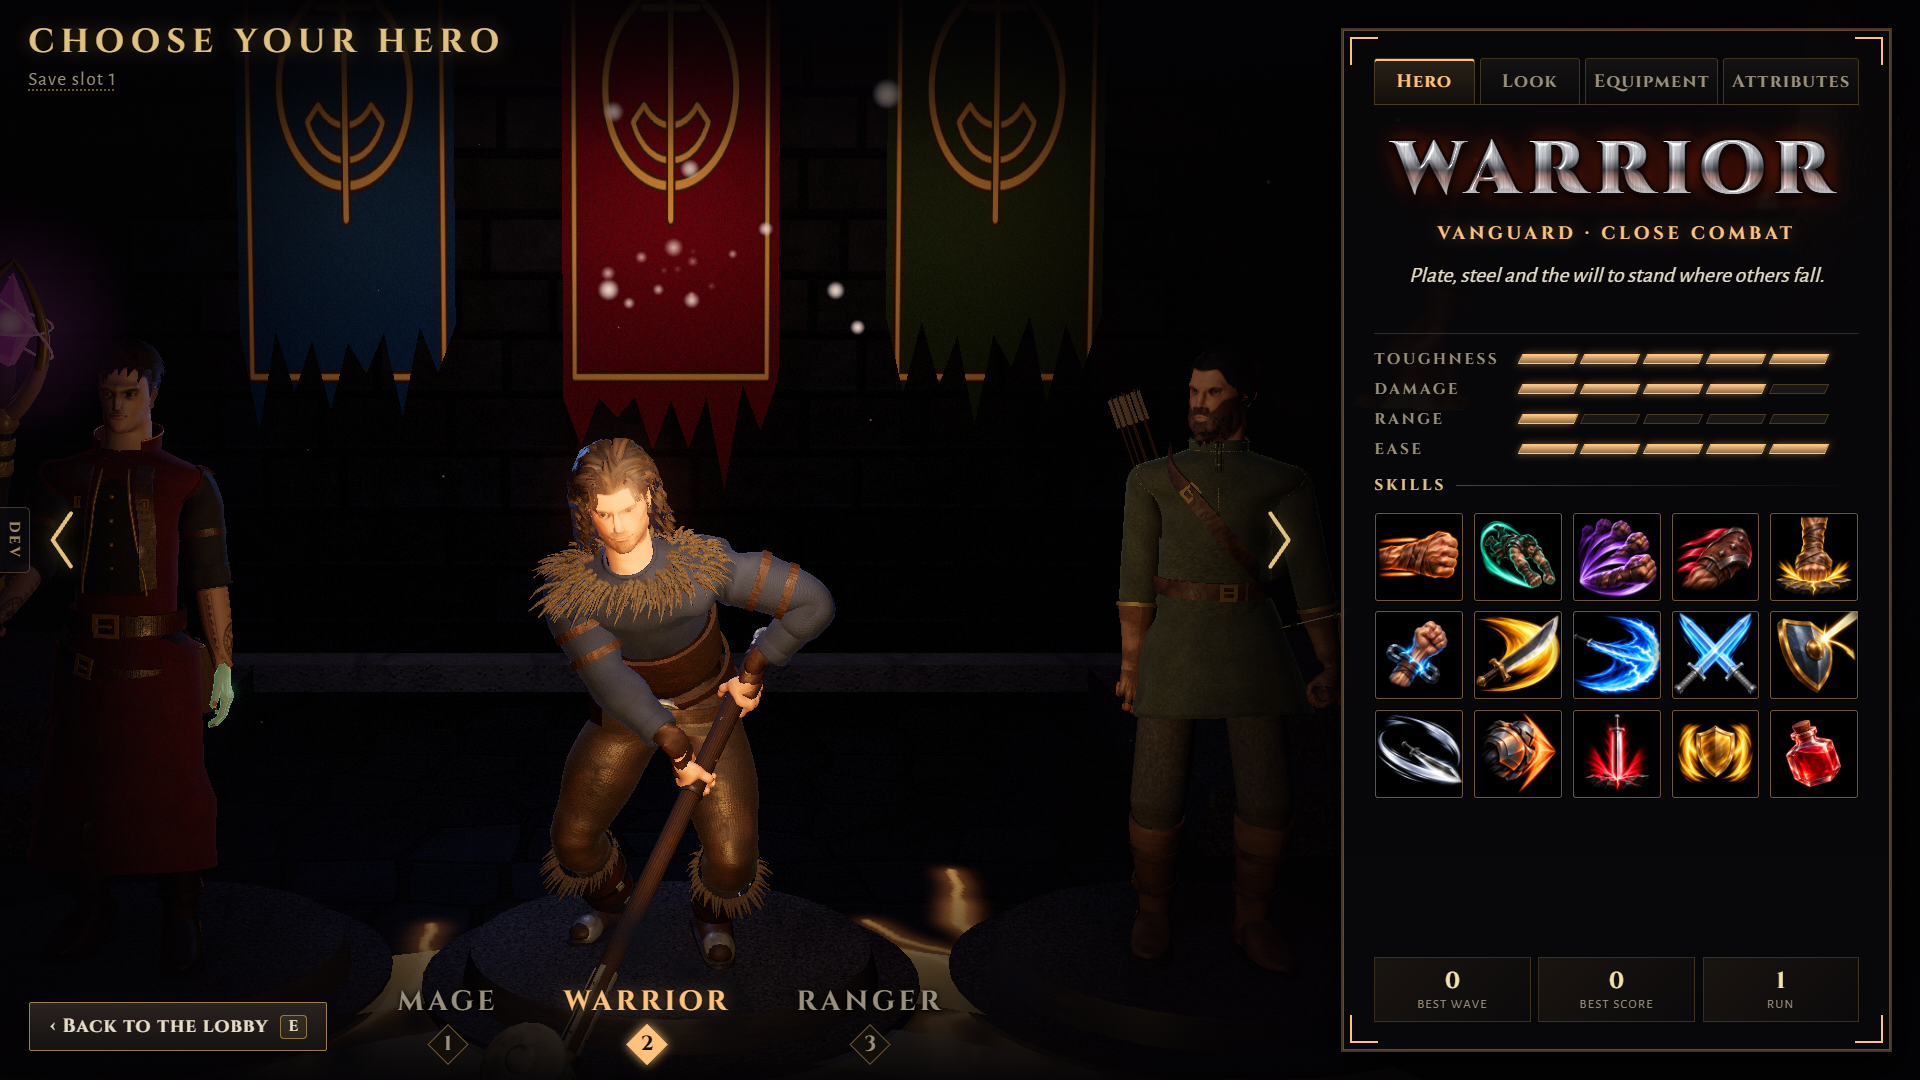 CHOOSE YOUR HERO
Save slot 1
DEV
MAGE
1
WARRIOR
2
RANGER
3
‹ BACK TO THE LOBBY E
HERO
LOOK
EQUIPMENT
ATTRIBUTES
WARRIOR
VANGUARD · CLOSE COMBAT
Plate, steel and the will to stand where others fall.
TOUGHNESS
DAMAGE
RANGE
EASE
SKILLS
0
BEST WAVE
0
BEST SCORE
1
RUN